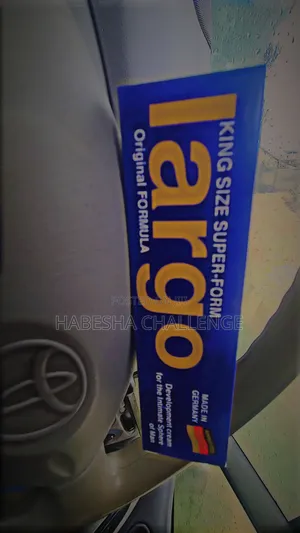 KING SIZE SUPER-FORM
largo
Original FORMULA
MADE IN
GERMANY
Development cream
for the Intimate Sphere
of Man
HABESHA CHALLENGE